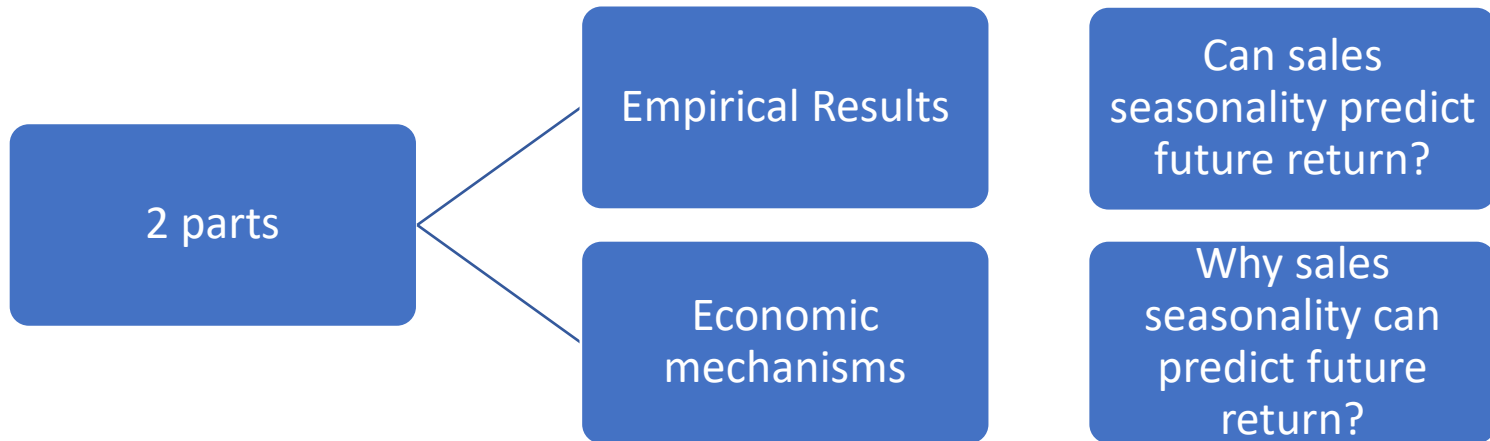 2 parts
Empirical Results
Can sales
seasonality predict
future return?
Economic
mechanisms
Why sales
seasonality can
predict future
return?